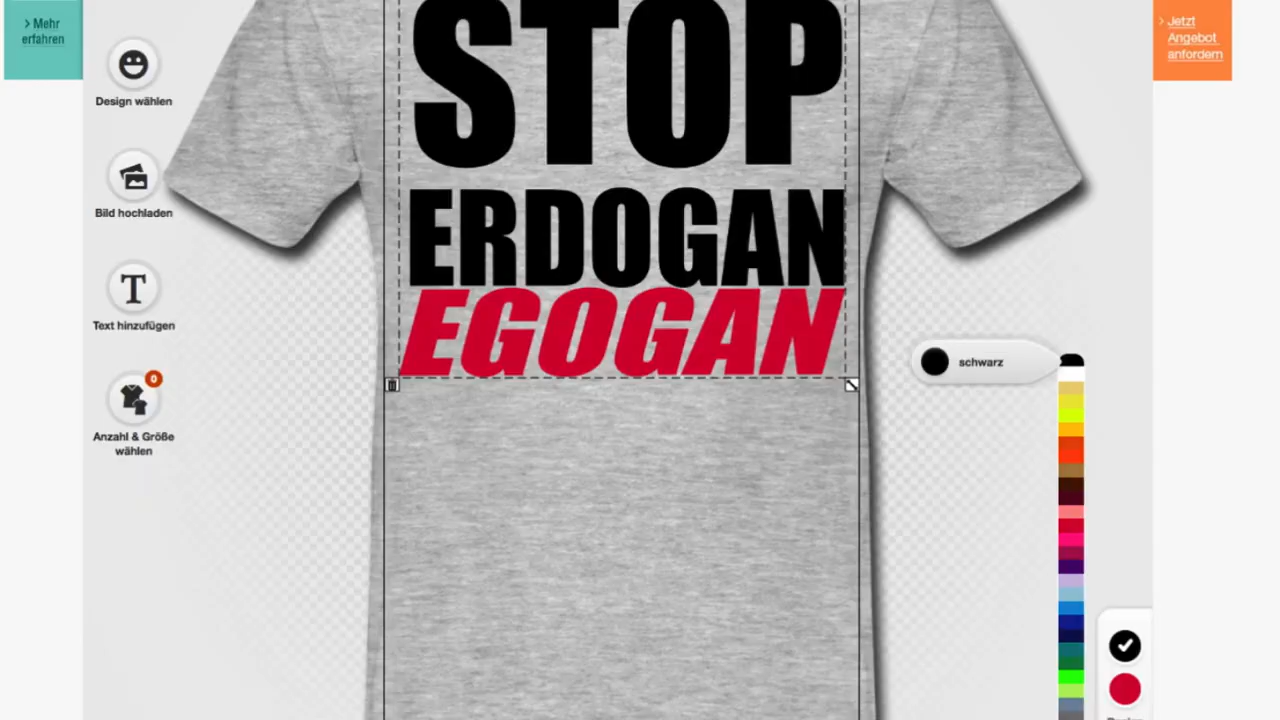 > Mehr
erfahren
> Jetzt
Angebot
anfordern
Design wählen
Bild hochladen
T
Text hinzufügen
0
Anzahl & Größe
wählen
STOP
ERDOGAN
EGOGAN
schwarz